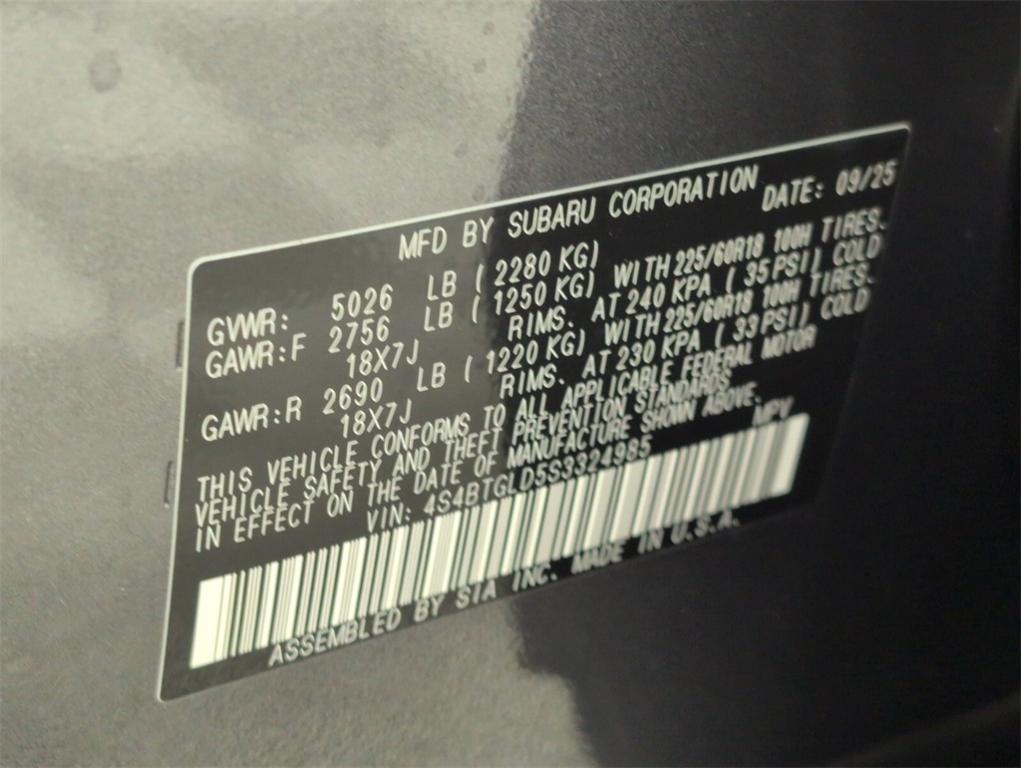 MFD BY SUBARU CORPORATION DATE: 09/25
GVWR: 5026 LB ( 2280 KG)
GAWR:F 2756 LB ( 1250 KG) WITH 225/60R18 100H TIRES.
18X7J RIMS. AT 240 KPA ( 35 PSI) COLD
GAWR:R 2690 LB ( 1220 KG) WITH 225/60R18 100H TIRES.
18X7J RIMS. AT 230 KPA ( 33 PSI) COLD
THIS VEHICLE CONFORMS TO ALL APPLICABLE FEDERAL MOTOR
VEHICLE SAFETY AND THEFT PREVENTION STANDARDS
IN EFFECT ON THE DATE OF MANUFACTURE SHOWN ABOVE.
VIN: 4S4BTGLD5S3324985 MPV
ASSEMBLED BY SIA INC. MADE IN U.S.A.